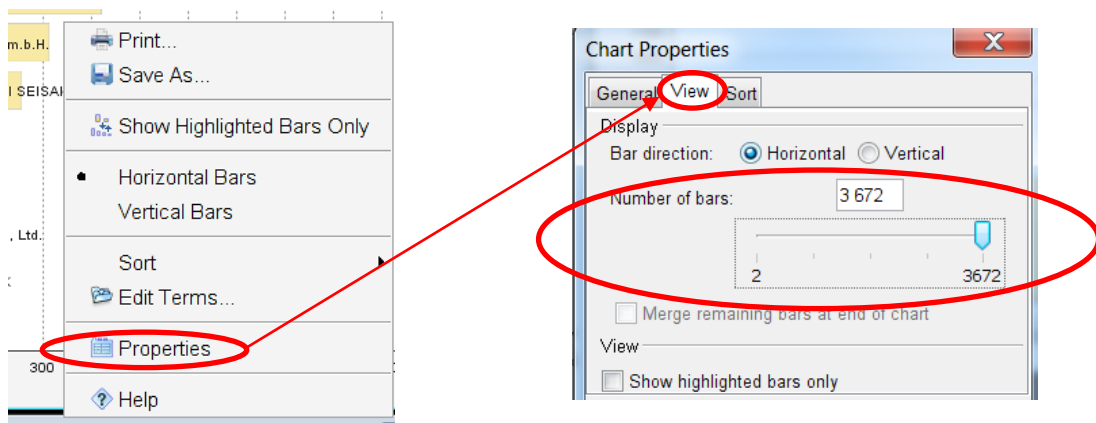 m.b.H.
I SEISAK
, Ltd.
300
Print...
Save As...
Show Highlighted Bars Only
Horizontal Bars
Vertical Bars
Sort
Edit Terms...
Properties
Help
Chart Properties
General View Sort
Display
Bar direction: Horizontal Vertical
Number of bars: 3 672
2 3672
Merge remaining bars at end of chart
View
Show highlighted bars only